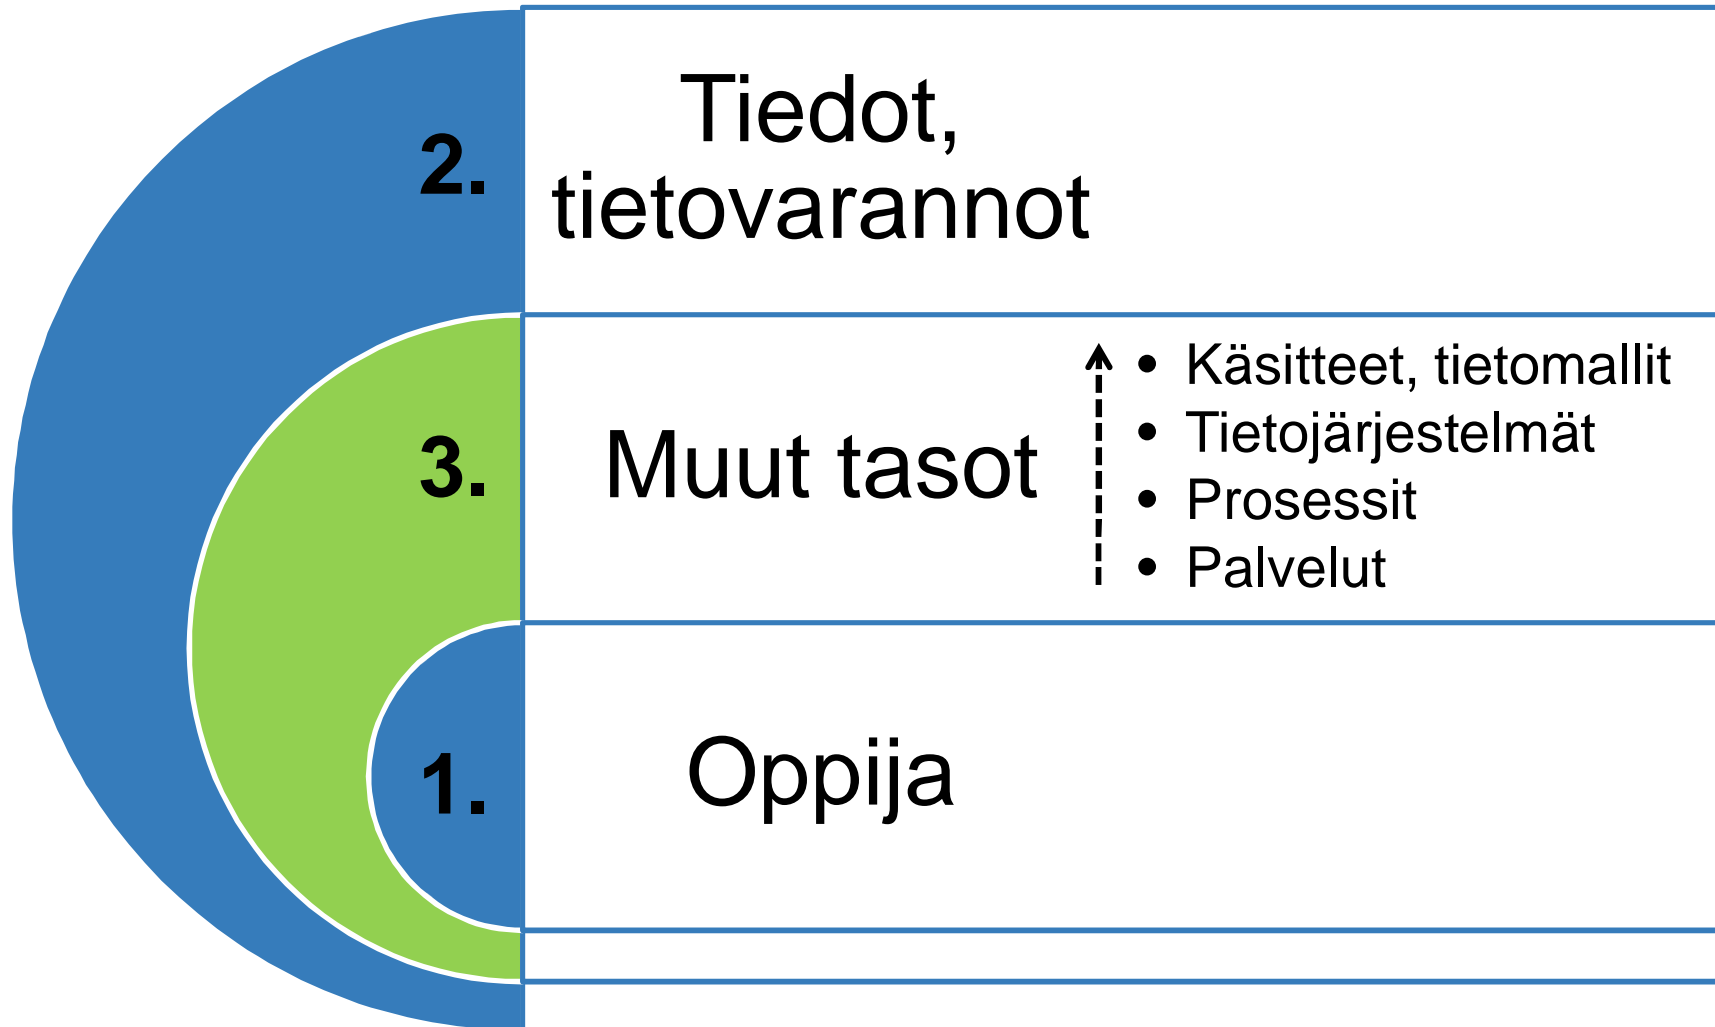 2.
Tiedot,
tietovarannot
3.
Muut tasot
• Käsitteet, tietomallit
• Tietojärjestelmät
• Prosessit
• Palvelut
1.
Oppija